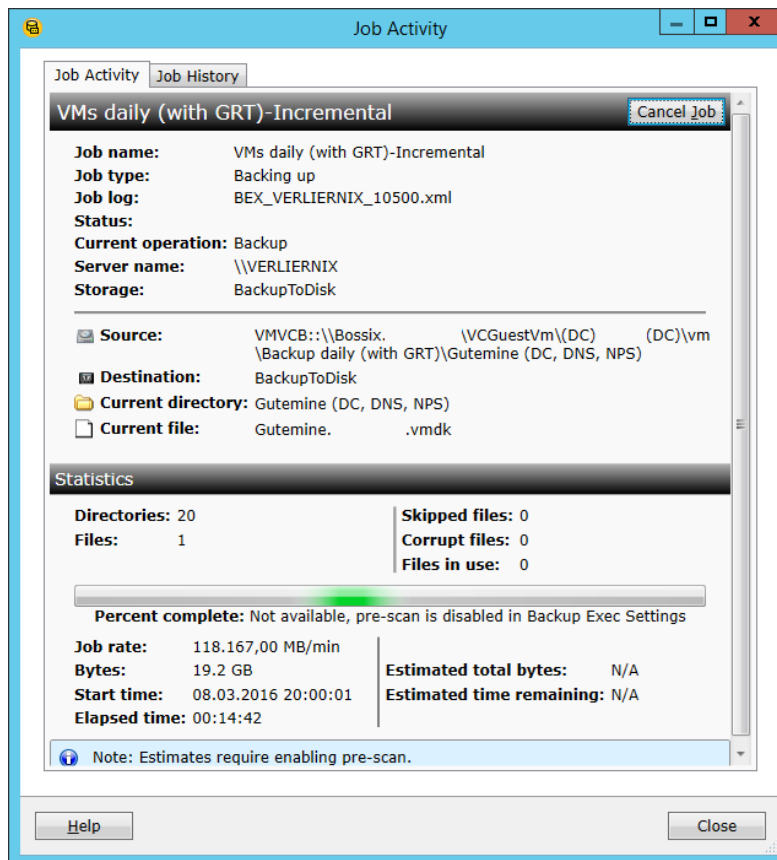 Job Activity
Job Activity Job History
VMs daily (with GRT)-Incremental Cancel Job
Job name: VMs daily (with GRT)-Incremental
Job type: Backing up
Job log: BEX_VERLIERNIX_10500.xml
Status:
Current operation: Backup
Server name: \\VERLIERNIX
Storage: BackupToDisk
Source: VMVCB::\\Bossix. \VCGuestVm\(DC) (DC)\vm
\Backup daily (with GRT)\Gutemine (DC, DNS, NPS)
Destination: BackupToDisk
Current directory: Gutemine (DC, DNS, NPS)
Current file: Gutemine. .vmdk
Statistics
Directories: 20 Skipped files: 0
Files: 1 Corrupt files: 0
Files in use: 0
Percent complete: Not available, pre-scan is disabled in Backup Exec Settings
Job rate: 118.167,00 MB/min
Bytes: 19.2 GB Estimated total bytes: N/A
Start time: 08.03.2016 20:00:01 Estimated time remaining: N/A
Elapsed time: 00:14:42
Note: Estimates require enabling pre-scan.
Help Close